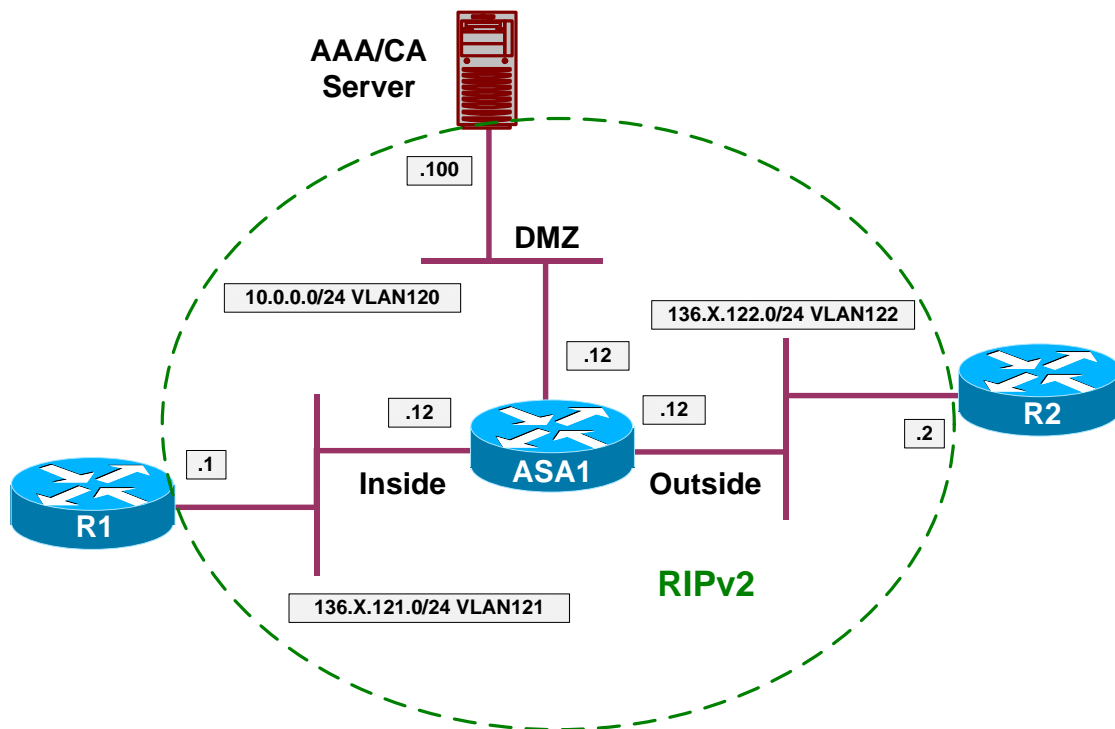 AAA/CA
Server
.100
DMZ
10.0.0.0/24 VLAN120
136.X.122.0/24 VLAN122
.12
.12
.12
R2
.2
.1
ASA1
Inside
Outside
R1
RIPv2
136.X.121.0/24 VLAN121